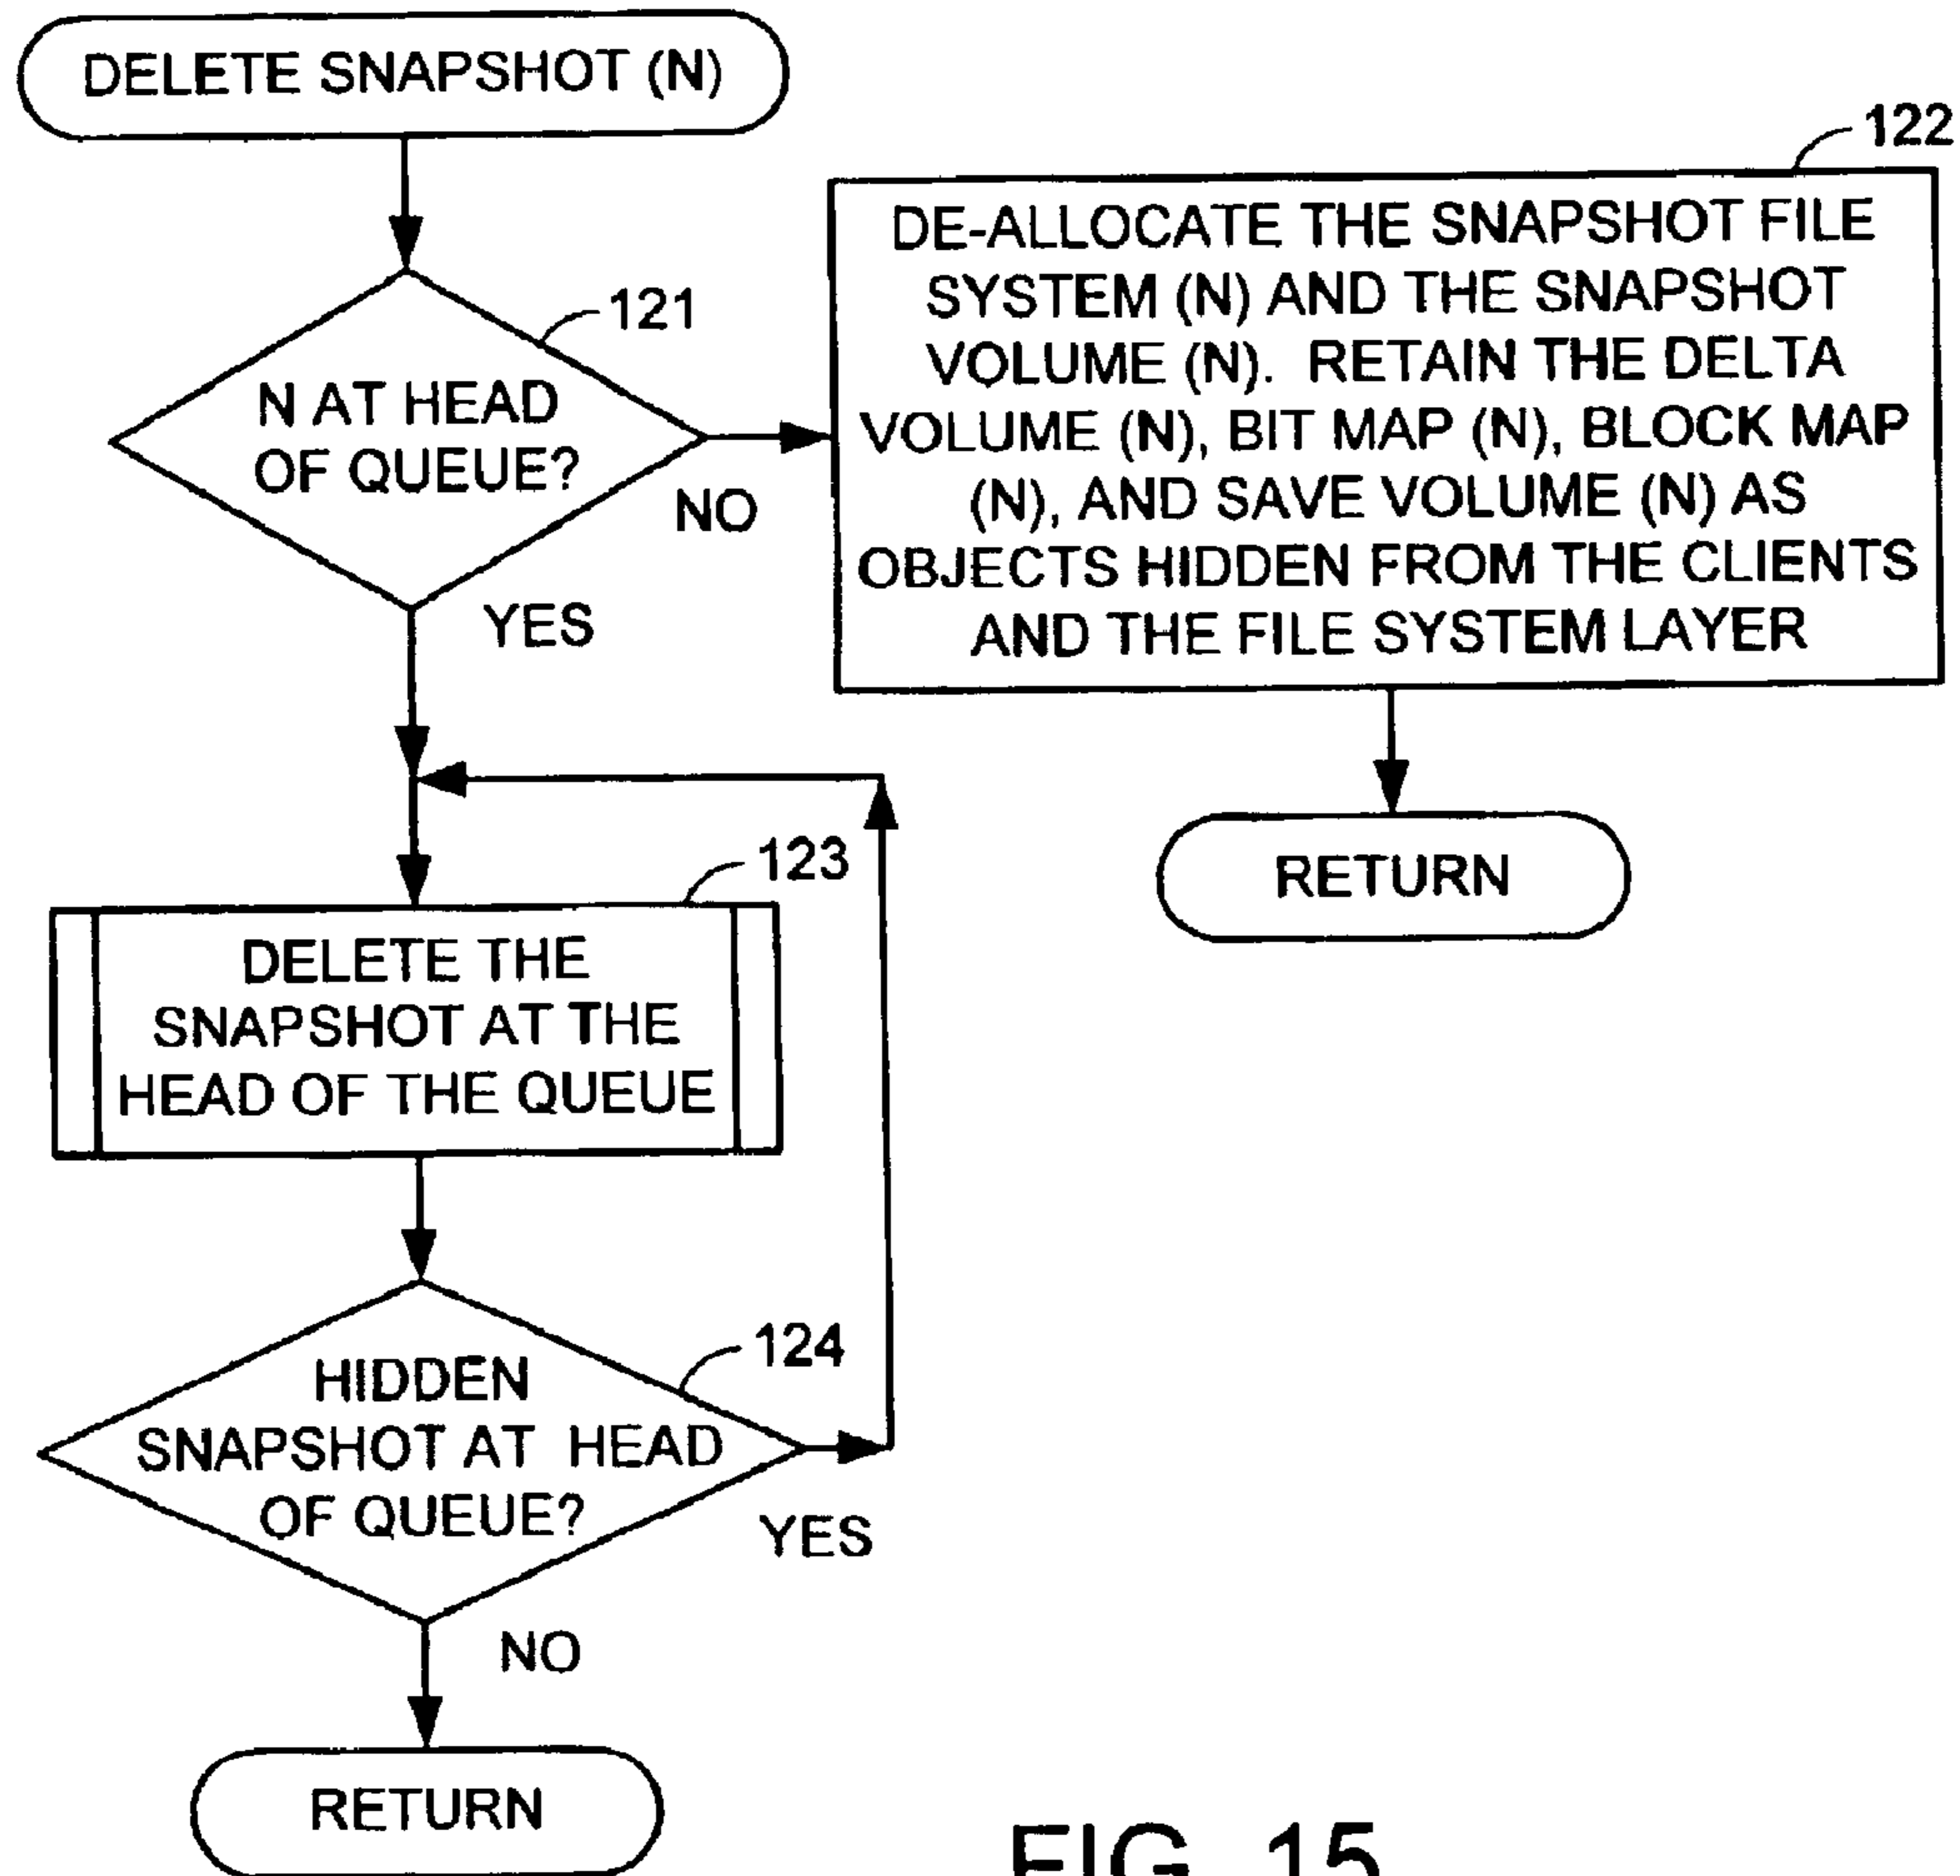 DELETE SNAPSHOT (N)
122
DE-ALLOCATE THE SNAPSHOT FILE
SYSTEM (N) AND THE SNAPSHOT
VOLUME (N). RETAIN THE DELTA
VOLUME (N), BIT MAP (N), BLOCK MAP
(N), AND SAVE VOLUME (N) AS
OBJECTS HIDDEN FROM THE CLIENTS
AND THE FILE SYSTEM LAYER
121
N AT HEAD
OF QUEUE?
NO
YES
RETURN
123
DELETE THE
SNAPSHOT AT THE
HEAD OF THE QUEUE
124
HIDDEN
SNAPSHOT AT HEAD
OF QUEUE?
YES
NO
RETURN
FIG. 15